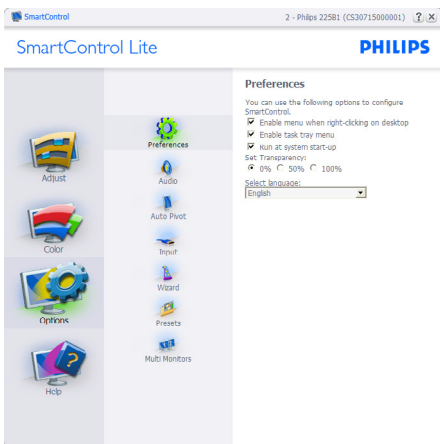 SmartControl
2 - Philips 225B1 (CS30715000001)
SmartControl Lite
PHILIPS
Adjust
Color
Options
Help
Preferences
Audio
Auto Pivot
Input
Wizard
Presets
Multi Monitors
Preferences
You can use the following options to configure
SmartControl.
Enable menu when right-clicking on desktop
Enable task tray menu
Run at system start-up
Set Transparency:
0% 50% 100%
Select language:
English